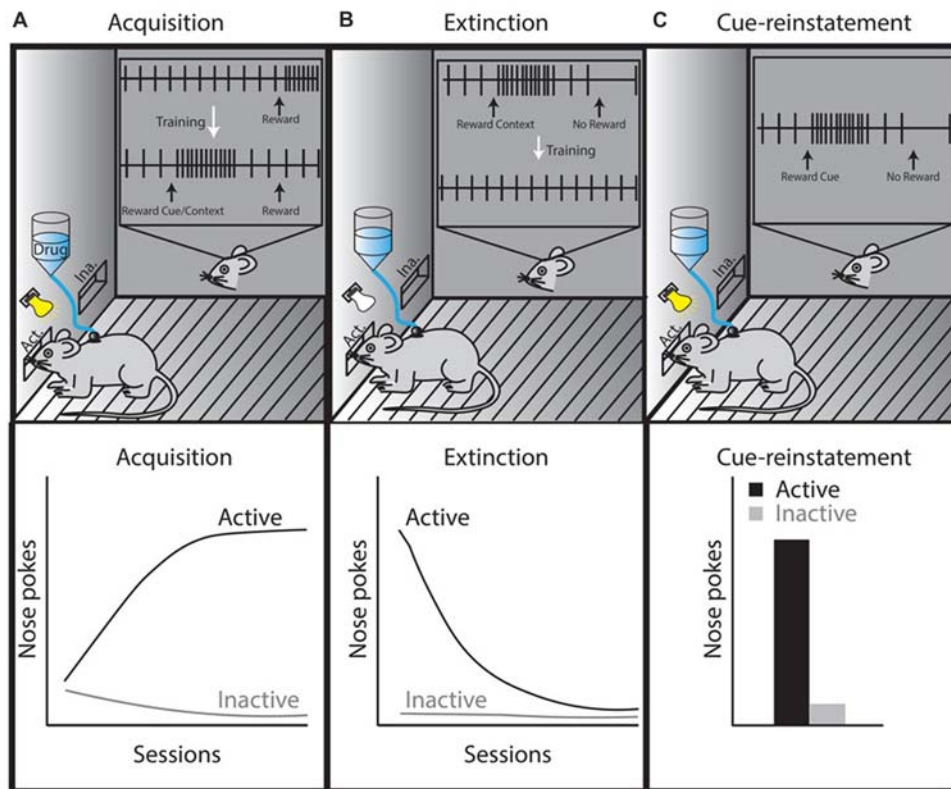 A Acquisition
Reward
Training
Reward Cue/Context
Reward
Drug
Ina.
Act.
B Extinction
Reward Context
No Reward
Training
Ina.
Act.
C Cue-reinstatement
Reward Cue
No Reward
Ina.
Act.
Acquisition
Nose pokes
Active
Inactive
Sessions
Extinction
Nose pokes
Active
Inactive
Sessions
Cue-reinstatement
Active
Inactive
Nose pokes